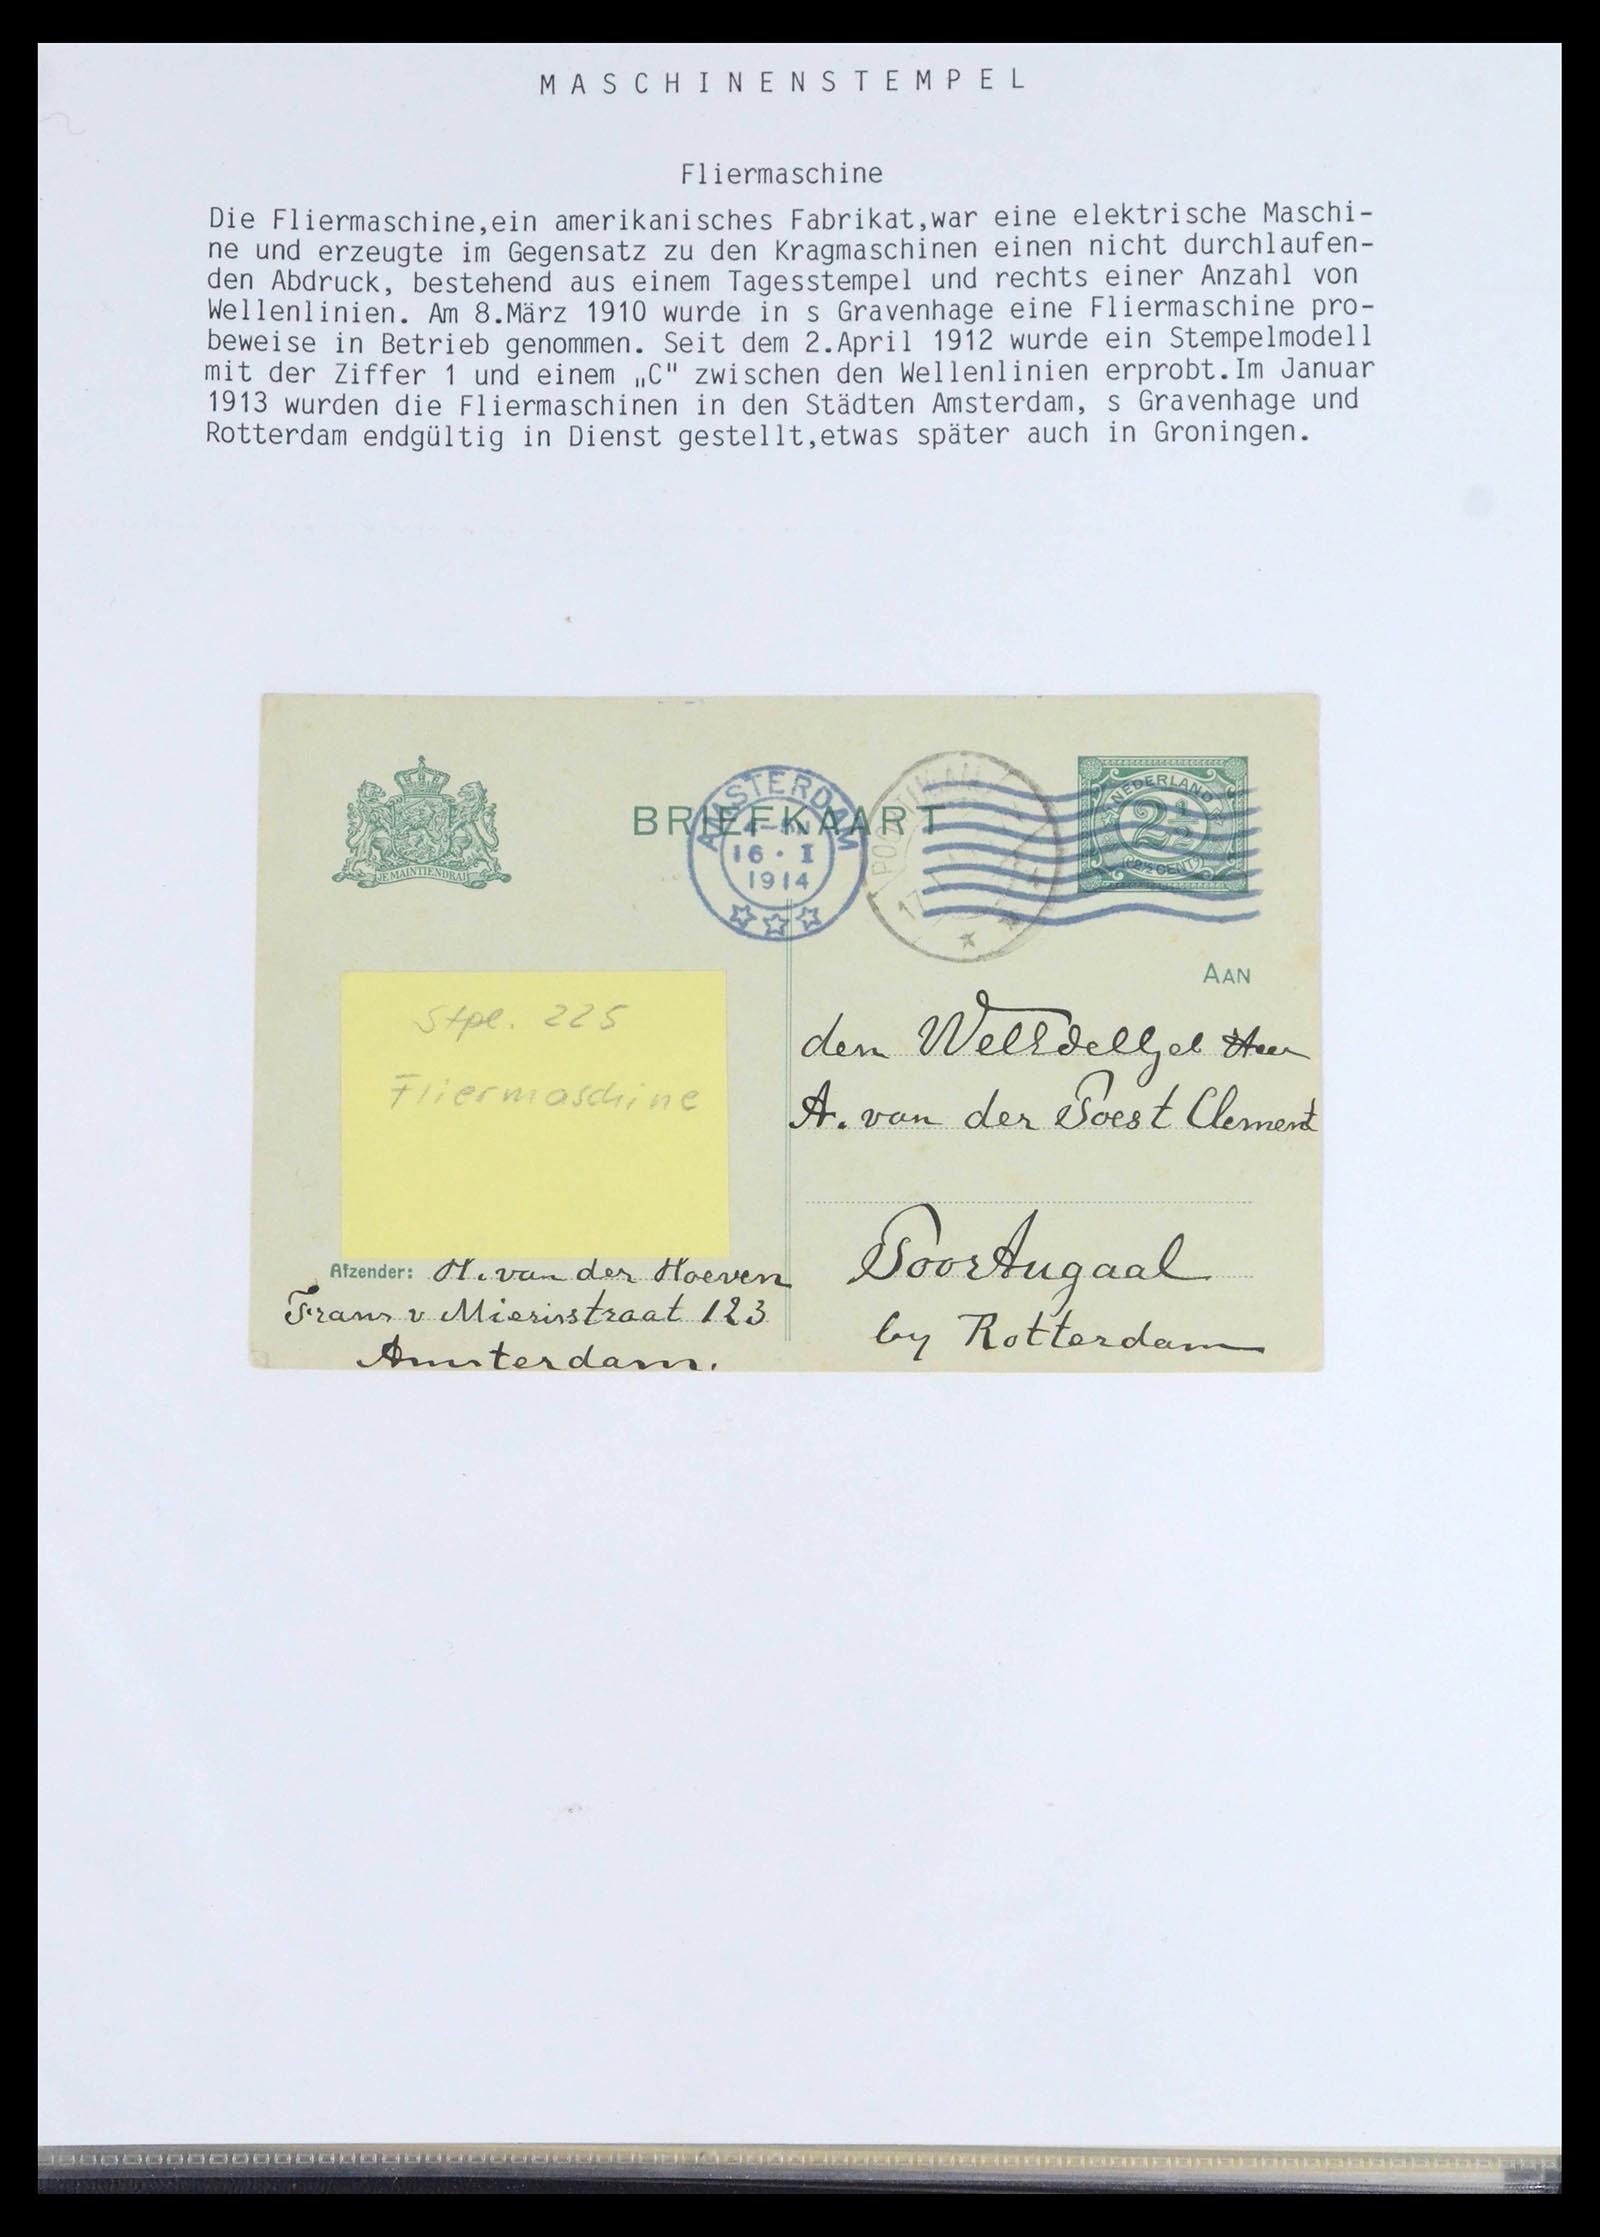 MASCHINENSTEMPEL
Fliermaschine
Die Fliermaschine,ein amerikanisches Fabrikat,war eine elektrische Maschi-
ne und erzeugte im Gegensatz zu den Kragmaschinen einen nicht durchlaufen-
den Abdruck, bestehend aus einem Tagesstempel und rechts einer Anzahl von
Wellenlinien. Am 8.März 1910 wurde in s Gravenhage eine Fliermaschine pro-
beweise in Betrieb genommen. Seit dem 2.April 1912 wurde ein Stempelmodell
mit der Ziffer 1 und einem „C" zwischen den Wellenlinien erprobt.Im Januar
1913 wurden die Fliermaschinen in den Städten Amsterdam, s Gravenhage und
Rotterdam endgültig in Dienst gestellt,etwas später auch in Groningen.
JE MAINTIENDRAI
BRIEFKAART
AMSTERDAM
16 · I
1914
NEDERLAND
2½
(2½ CENT)
AAN
Stpl. 225
Fliermaschine
den
A. van der Poest Clement
Poortugaal
by Rotterdam
Afzender: H. van der Hoeven
Frans v Mierisstraat 123
Amsterdam.